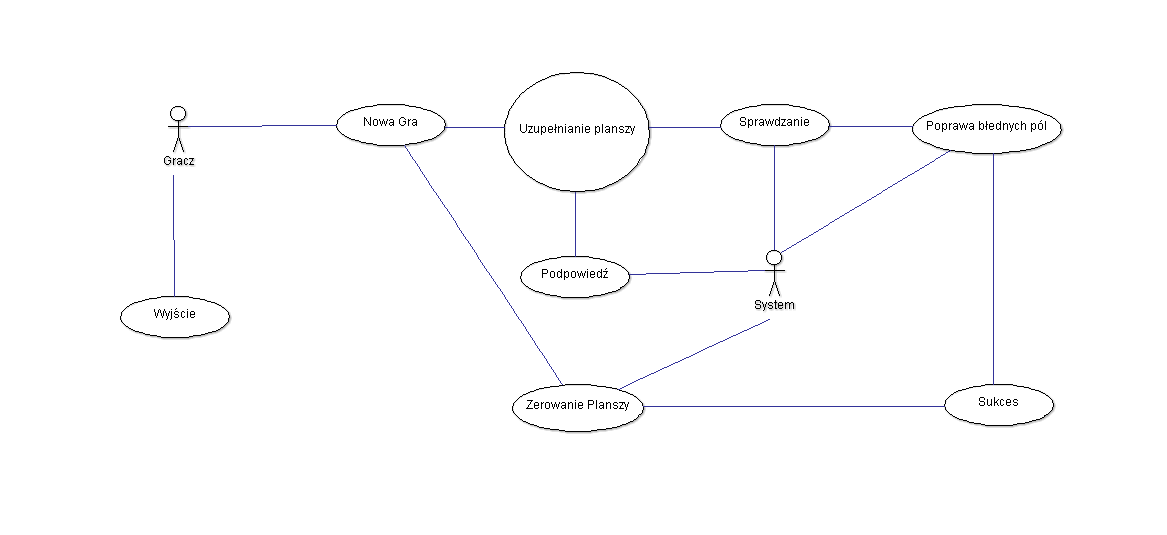 Gracz
Nowa Gra
Uzupełnianie planszy
Sprawdzanie
Poprawa błednych pól
Podpowiedź
System
Wyjście
Zerowanie Planszy
Sukces